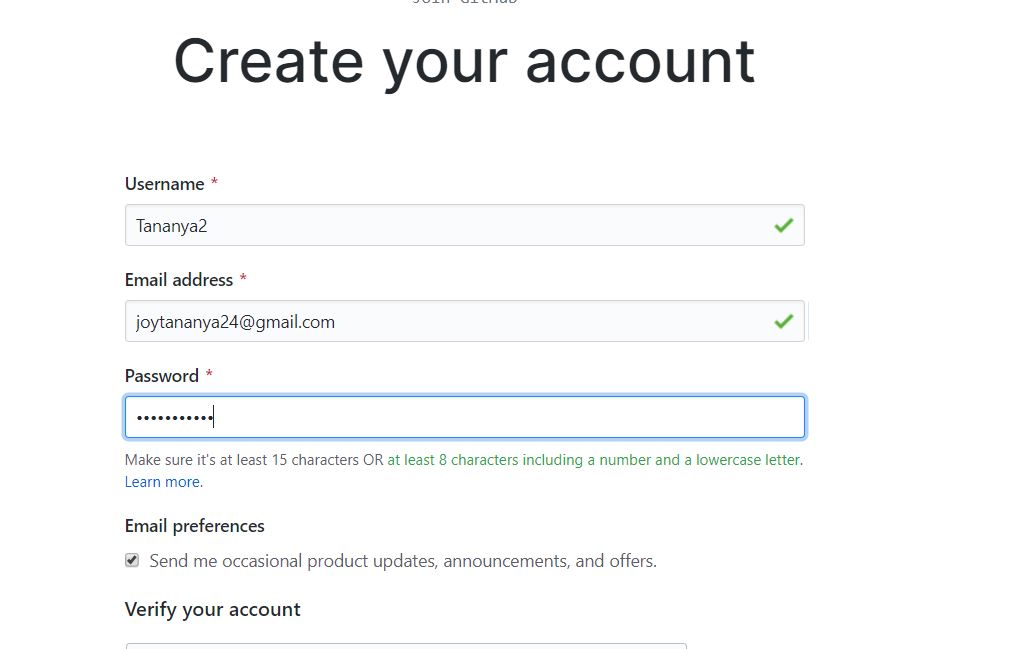 Join GitHub
Create your account
Username *
Tananya2
Email address *
joytananya24@gmail.com
Password *
•••••••••••
Make sure it's at least 15 characters OR at least 8 characters including a number and a lowercase letter.
Learn more.
Email preferences
Send me occasional product updates, announcements, and offers.
Verify your account